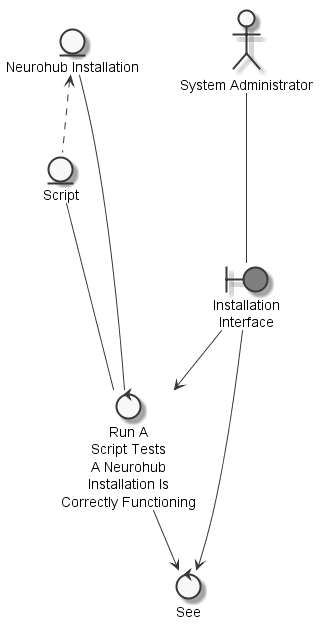 Neurohub Installation
System Administrator
Script
Installation
Interface
Run A
Script Tests
A Neurohub
Installation Is
Correctly Functioning
See